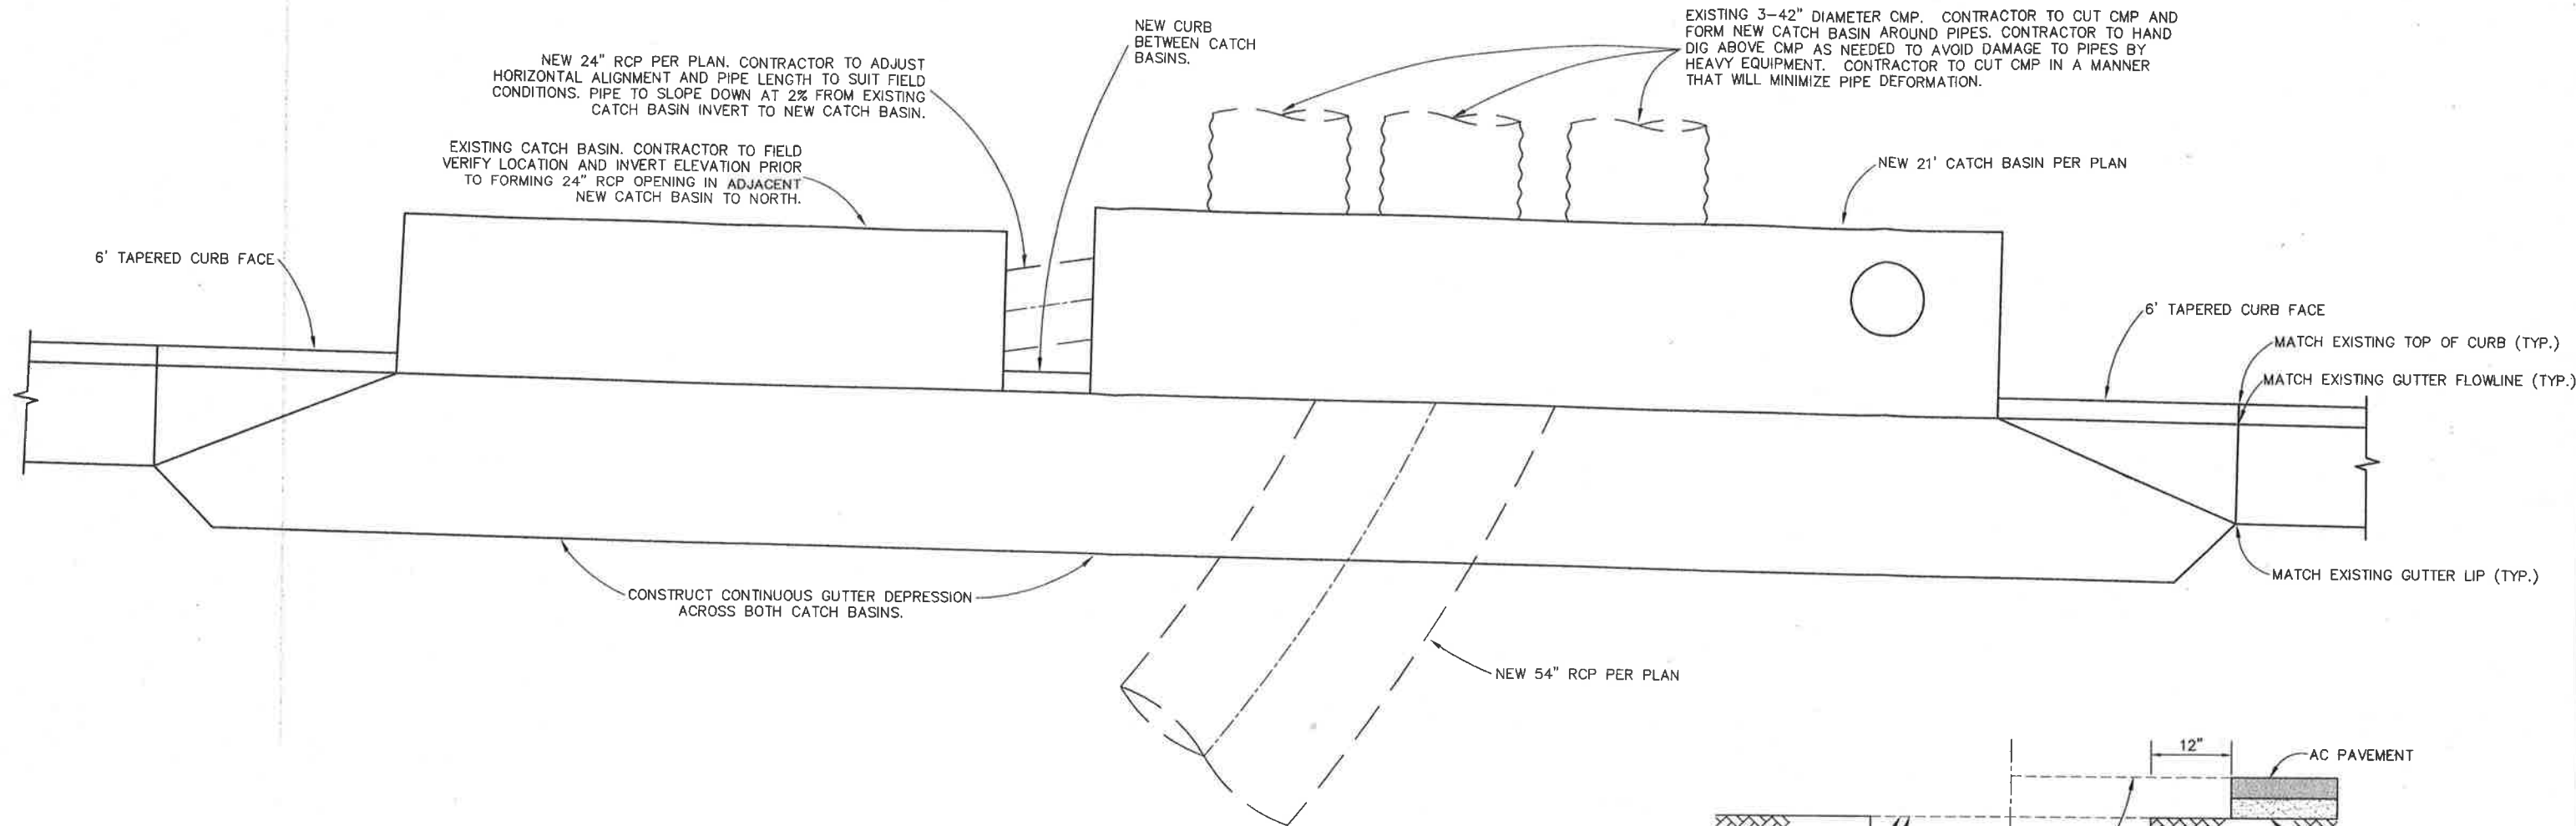 NEW 24" RCP PER PLAN. CONTRACTOR TO ADJUST
HORIZONTAL ALIGNMENT AND PIPE LENGTH TO SUIT FIELD
CONDITIONS. PIPE TO SLOPE DOWN AT 2% FROM EXISTING
CATCH BASIN INVERT TO NEW CATCH BASIN.
NEW CURB
BETWEEN CATCH
BASINS.
EXISTING 3-42" DIAMETER CMP. CONTRACTOR TO CUT CMP AND
FORM NEW CATCH BASIN AROUND PIPES. CONTRACTOR TO HAND
DIG ABOVE CMP AS NEEDED TO AVOID DAMAGE TO PIPES BY
HEAVY EQUIPMENT. CONTRACTOR TO CUT CMP IN A MANNER
THAT WILL MINIMIZE PIPE DEFORMATION.
EXISTING CATCH BASIN. CONTRACTOR TO FIELD
VERIFY LOCATION AND INVERT ELEVATION PRIOR
TO FORMING 24" RCP OPENING IN ADJACENT
NEW CATCH BASIN TO NORTH.
NEW 21' CATCH BASIN PER PLAN
6' TAPERED CURB FACE
6' TAPERED CURB FACE
MATCH EXISTING TOP OF CURB (TYP.)
MATCH EXISTING GUTTER FLOWLINE (TYP.)
MATCH EXISTING GUTTER LIP (TYP.)
CONSTRUCT CONTINUOUS GUTTER DEPRESSION
ACROSS BOTH CATCH BASINS.
NEW 54" RCP PER PLAN
12"
AC PAVEMENT